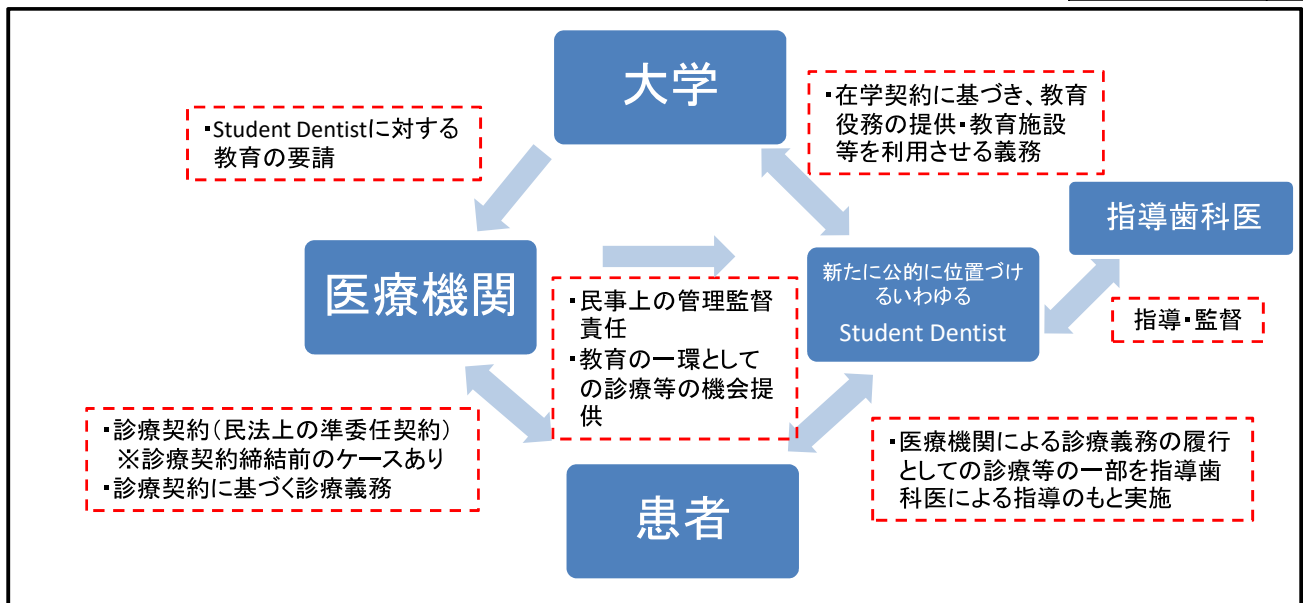 大学
・Student Dentistに対する
教育の要請
・在学契約に基づき、教育
役務の提供・教育施設
等を利用させる義務
指導歯科医
医療機関
・民事上の管理監督
責任
・教育の一環として
の診療等の機会提
供
新たに公的に位置づけ
るいわゆる
Student Dentist
指導・監督
・診療契約(民法上の準委任契約)
※診療契約締結前のケースあり
・診療契約に基づく診療義務
患者
・医療機関による診療義務の履行
としての診療等の一部を指導歯
科医による指導のもと実施